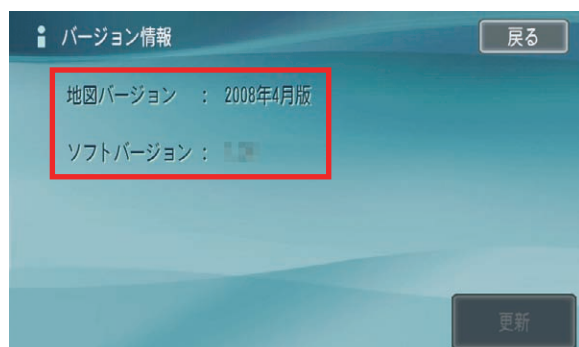 バージョン情報
戻る
地図バージョン : 2008年4月版
ソフトバージョン :
更新